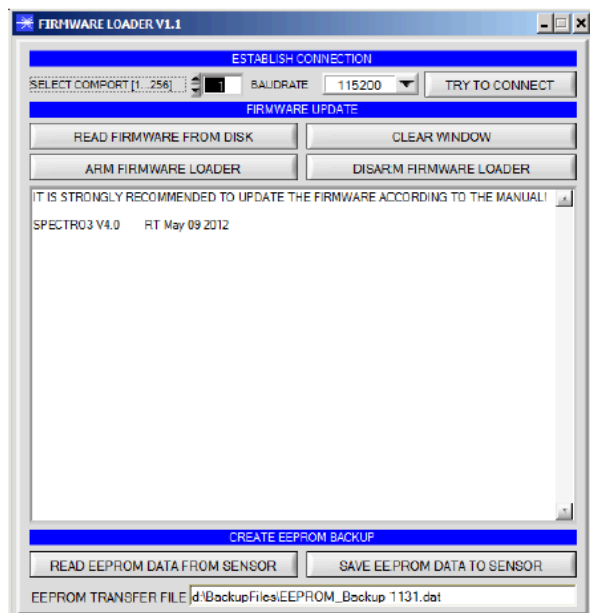 FIRMWARE LOADER V1.1
ESTABLISH CONNECTION
SELECT COMPORT [1...256] 1 BAUDRATE 115200 TRY TO CONNECT
FIRMWARE UPDATE
READ FIRMWARE FROM DISK CLEAR WINDOW
ARM FIRMWARE LOADER DISARM FIRMWARE LOADER
IT IS STRONGLY RECOMMENDED TO UPDATE THE FIRMWARE ACCORDING TO THE MANUAL!
SPECTRO3 V4.0 RT May 09 2012
CREATE EEPROM BACKUP
READ EEPROM DATA FROM SENSOR SAVE EEPROM DATA TO SENSOR
EEPROM TRANSFER FILE d:\BackupFiles\EEPROM_Backup 1131.dat